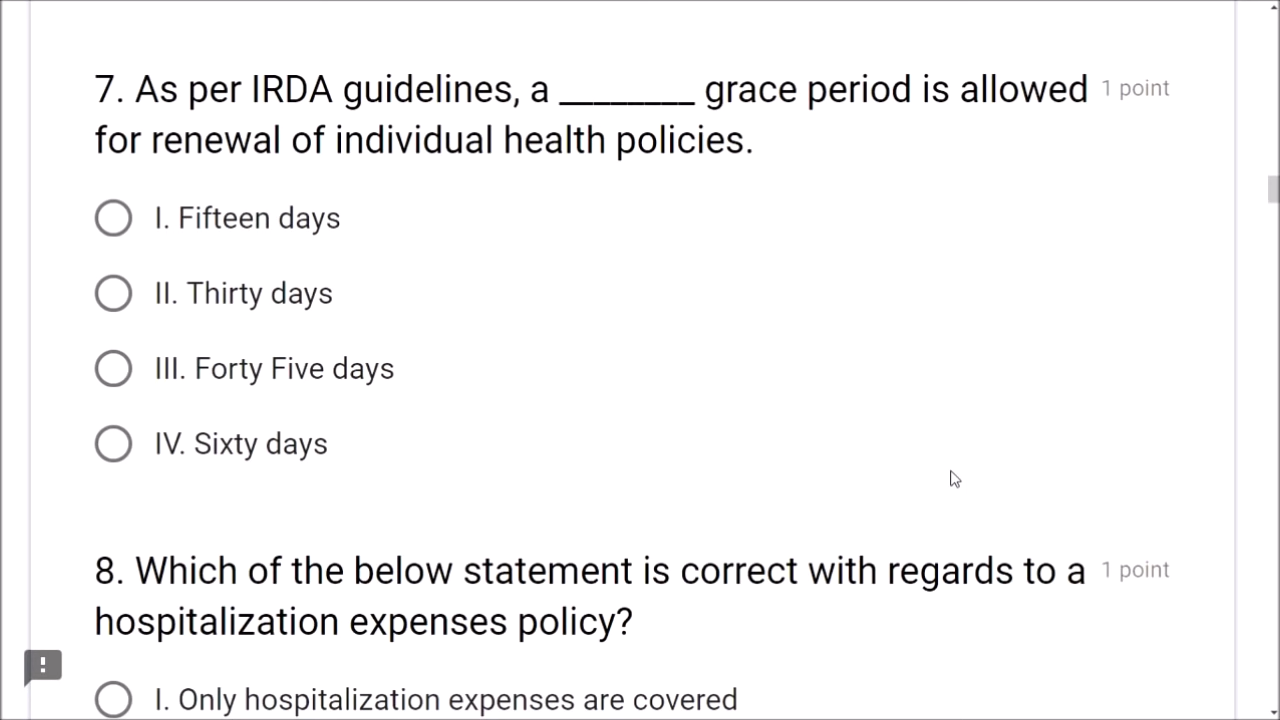 7. As per IRDA guidelines, a ________ grace period is allowed 1 point
for renewal of individual health policies.
I. Fifteen days
II. Thirty days
III. Forty Five days
IV. Sixty days
8. Which of the below statement is correct with regards to a 1 point
hospitalization expenses policy?
I. Only hospitalization expenses are covered